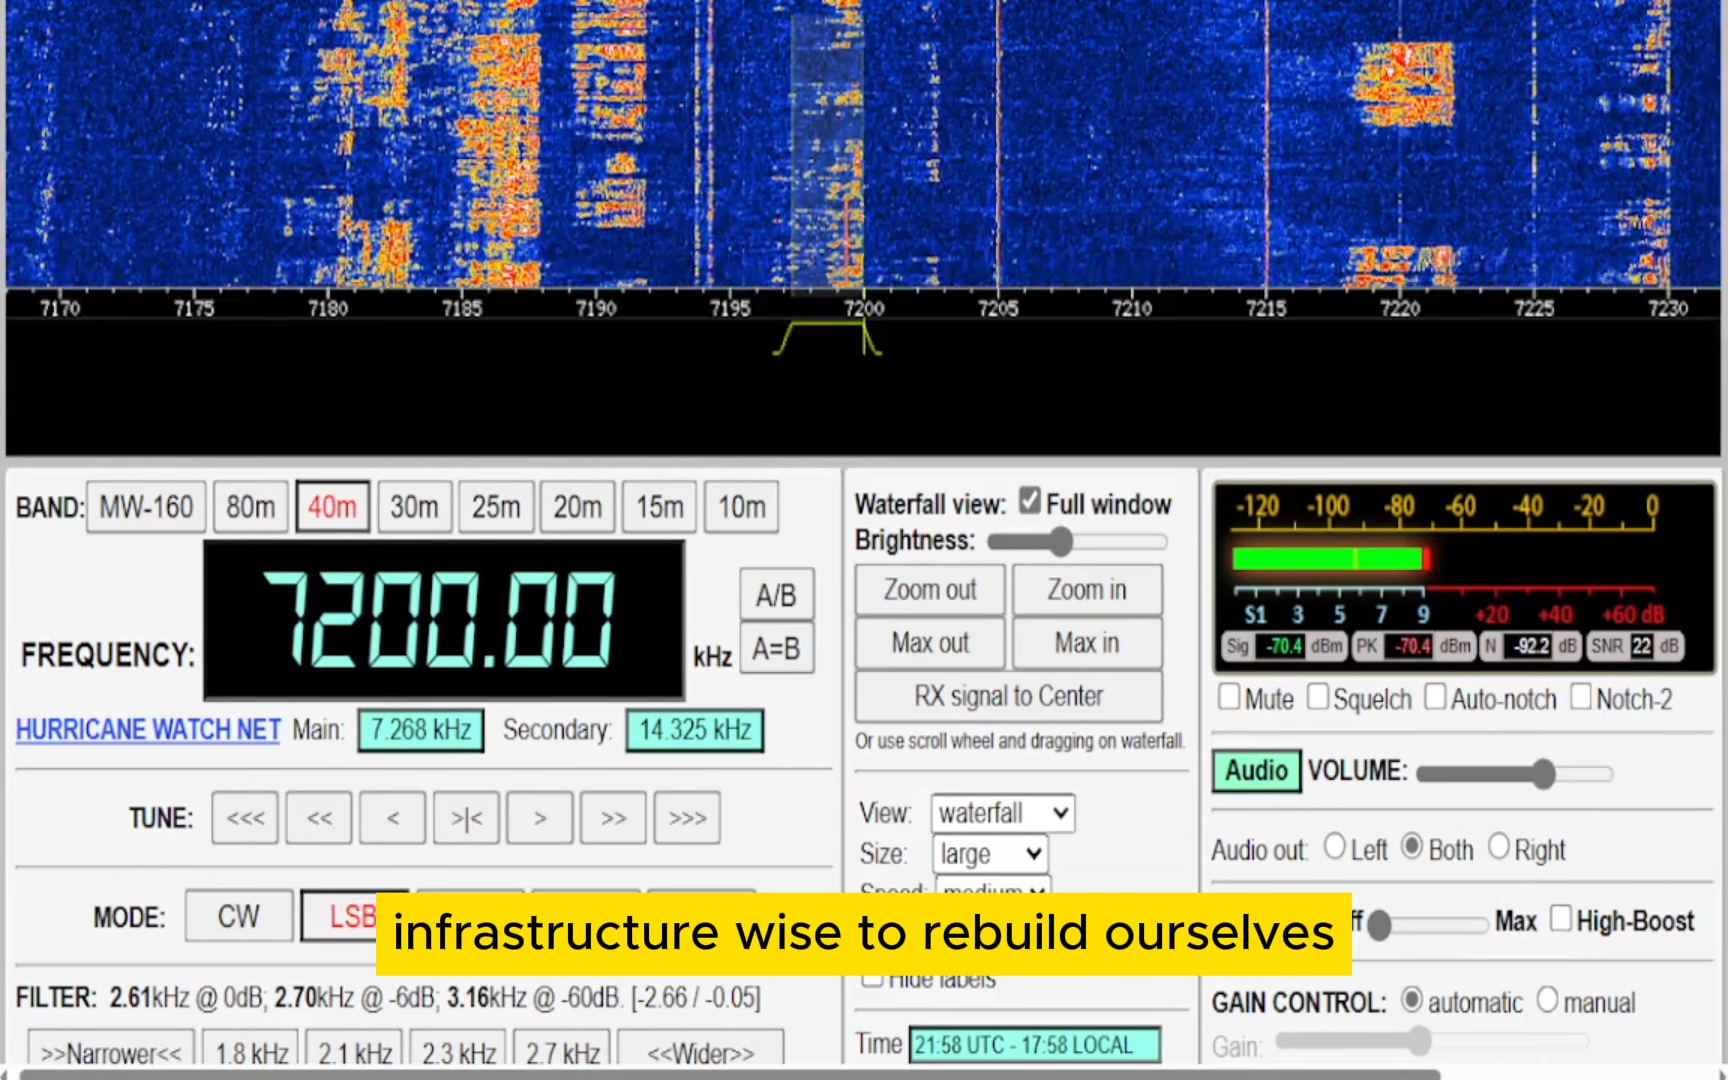 7170 7175 7180 7185 7190 7195 7200 7205 7210 7215 7220 7225 7230
BAND: MW-160 80m 40m 30m 25m 20m 15m 10m
FREQUENCY: 7200.00 kHz A/B A=B
HURRICANE WATCH NET Main: 7.268 kHz Secondary: 14.325 kHz
TUNE: <<< << < >|< > >> >>>
MODE: CW LSB
FILTER: 2.61kHz @ 0dB; 2.70kHz @ -6dB; 3.16kHz @ -60dB. [-2.66 / -0.05]
>>Narrower<< 1.8 kHz 2.1 kHz 2.3 kHz 2.7 kHz <<Wider>>
Waterfall view: Full window
Brightness:
Zoom out Zoom in
Max out Max in
RX signal to Center
Or use scroll wheel and dragging on waterfall.
View: waterfall
Size: large
Speed: medium
infrastructure wise to rebuild ourselves
Hide labels
Time 21:58 UTC - 17:58 LOCAL
-120 -100 -80 -60 -40 -20 0
S1 3 5 7 9 +20 +40 +60 dB
Sig -70.4 dBm PK -70.4 dBm N -92.2 dB SNR 22 dB
Mute Squelch Auto-notch Notch-2
Audio VOLUME:
Audio out: Left Both Right
Max High-Boost
GAIN CONTROL: automatic manual
Gain: